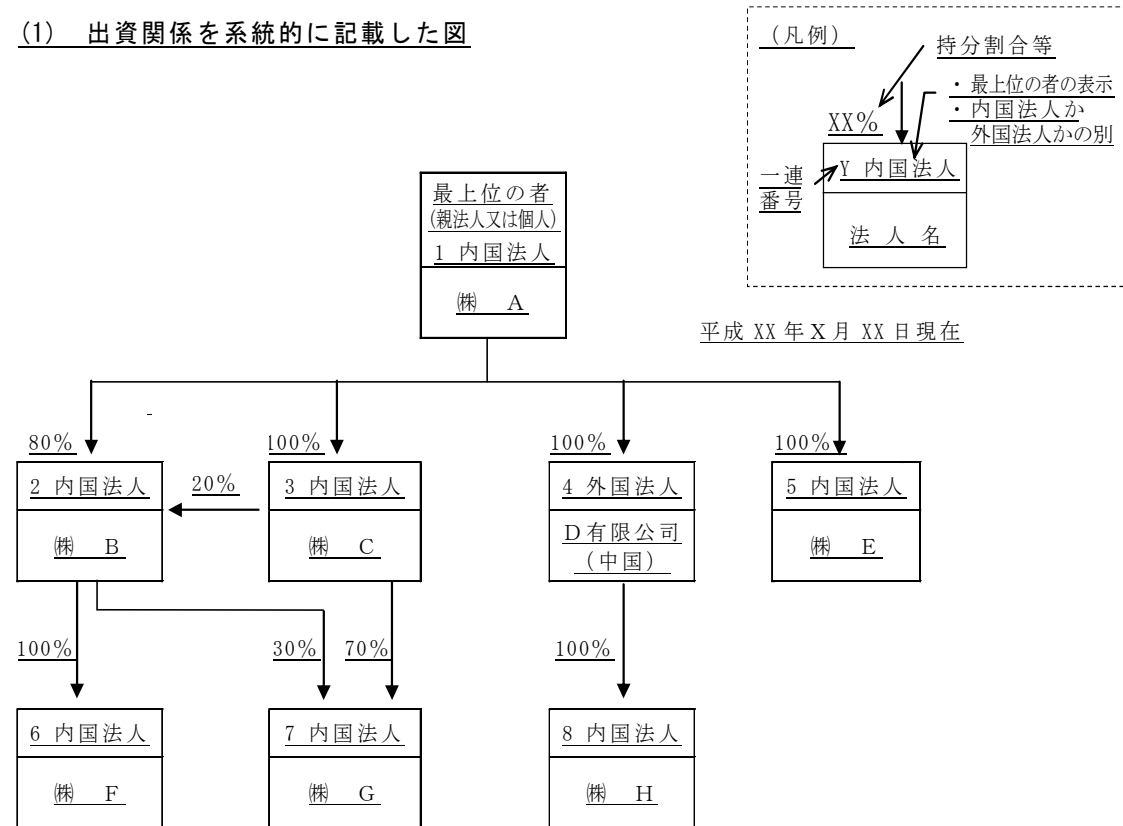 (1) 出資関係を系統的に記載した図
(凡例)
持分割合等
・最上位の者の表示
・内国法人か
外国法人かの別
XX%
一連
番号
Y 内国法人
法 人 名
最上位の者
(親法人又は個人)
1 内国法人
㈱ A
平成 XX 年 X 月 XX 日現在
80%
100%
100%
100%
2 内国法人
20%
3 内国法人
4 外国法人
5 内国法人
㈱ B
㈱ C
D有限公司
(中国)
㈱ E
100%
30%
70%
100%
6 内国法人
7 内国法人
8 内国法人
㈱ F
㈱ G
㈱ H